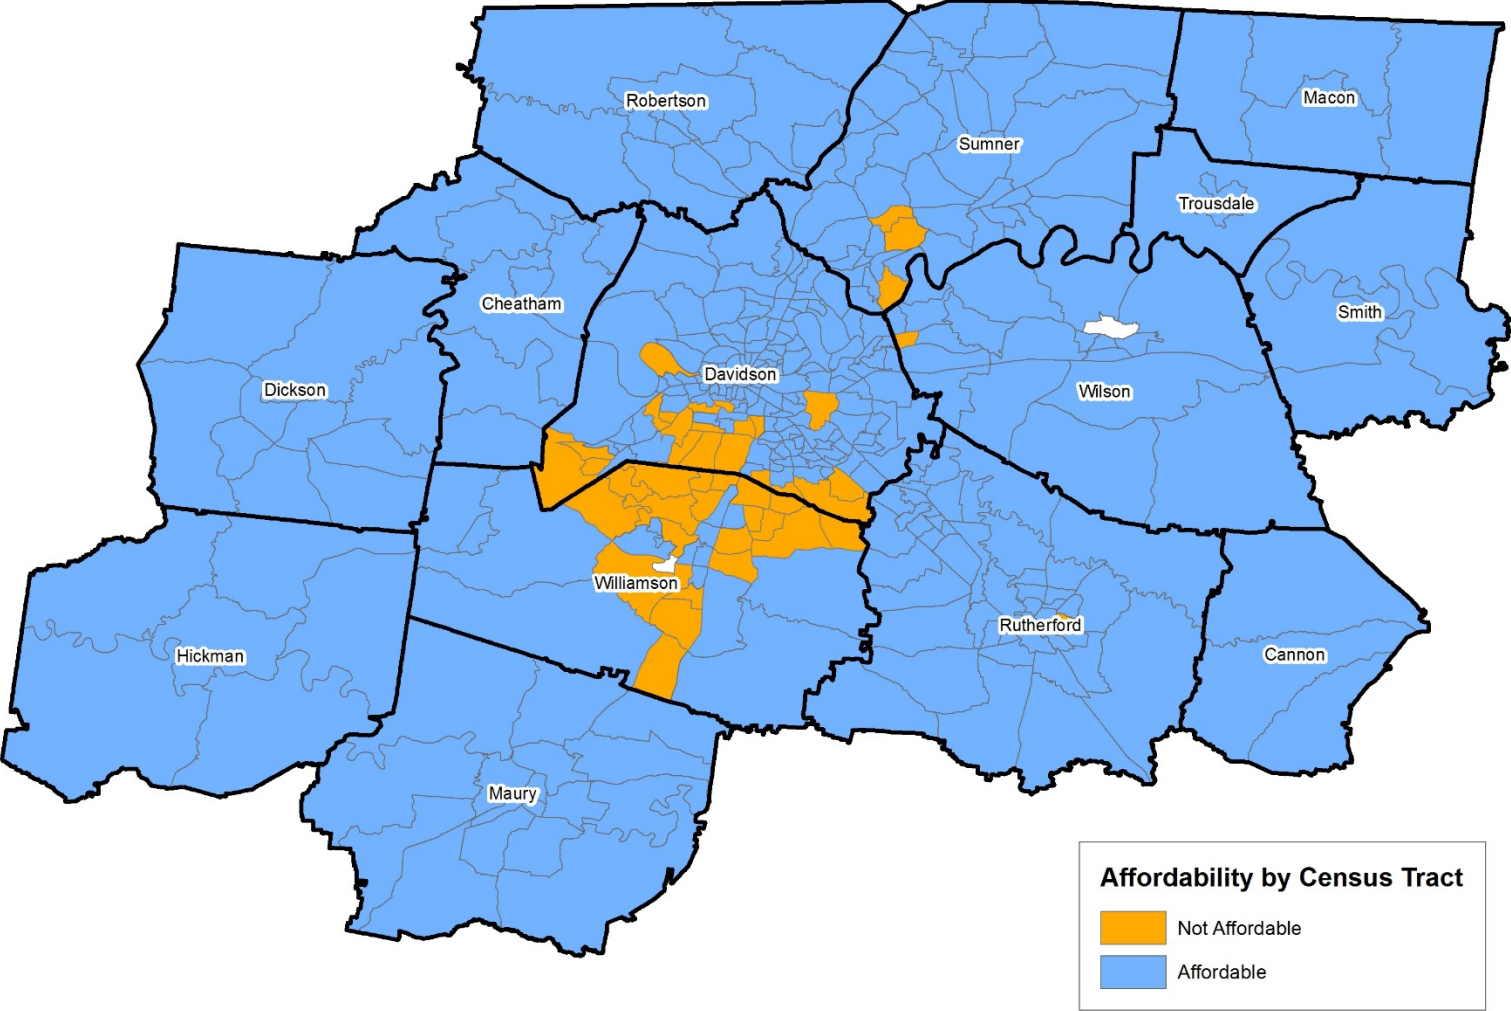 Robertson
Macon
Sumner
Trousdale
Cheatham
Smith
Davidson
Dickson
Wilson
Williamson
Rutherford
Hickman
Cannon
Maury
Affordability by Census Tract
Not Affordable
Affordable